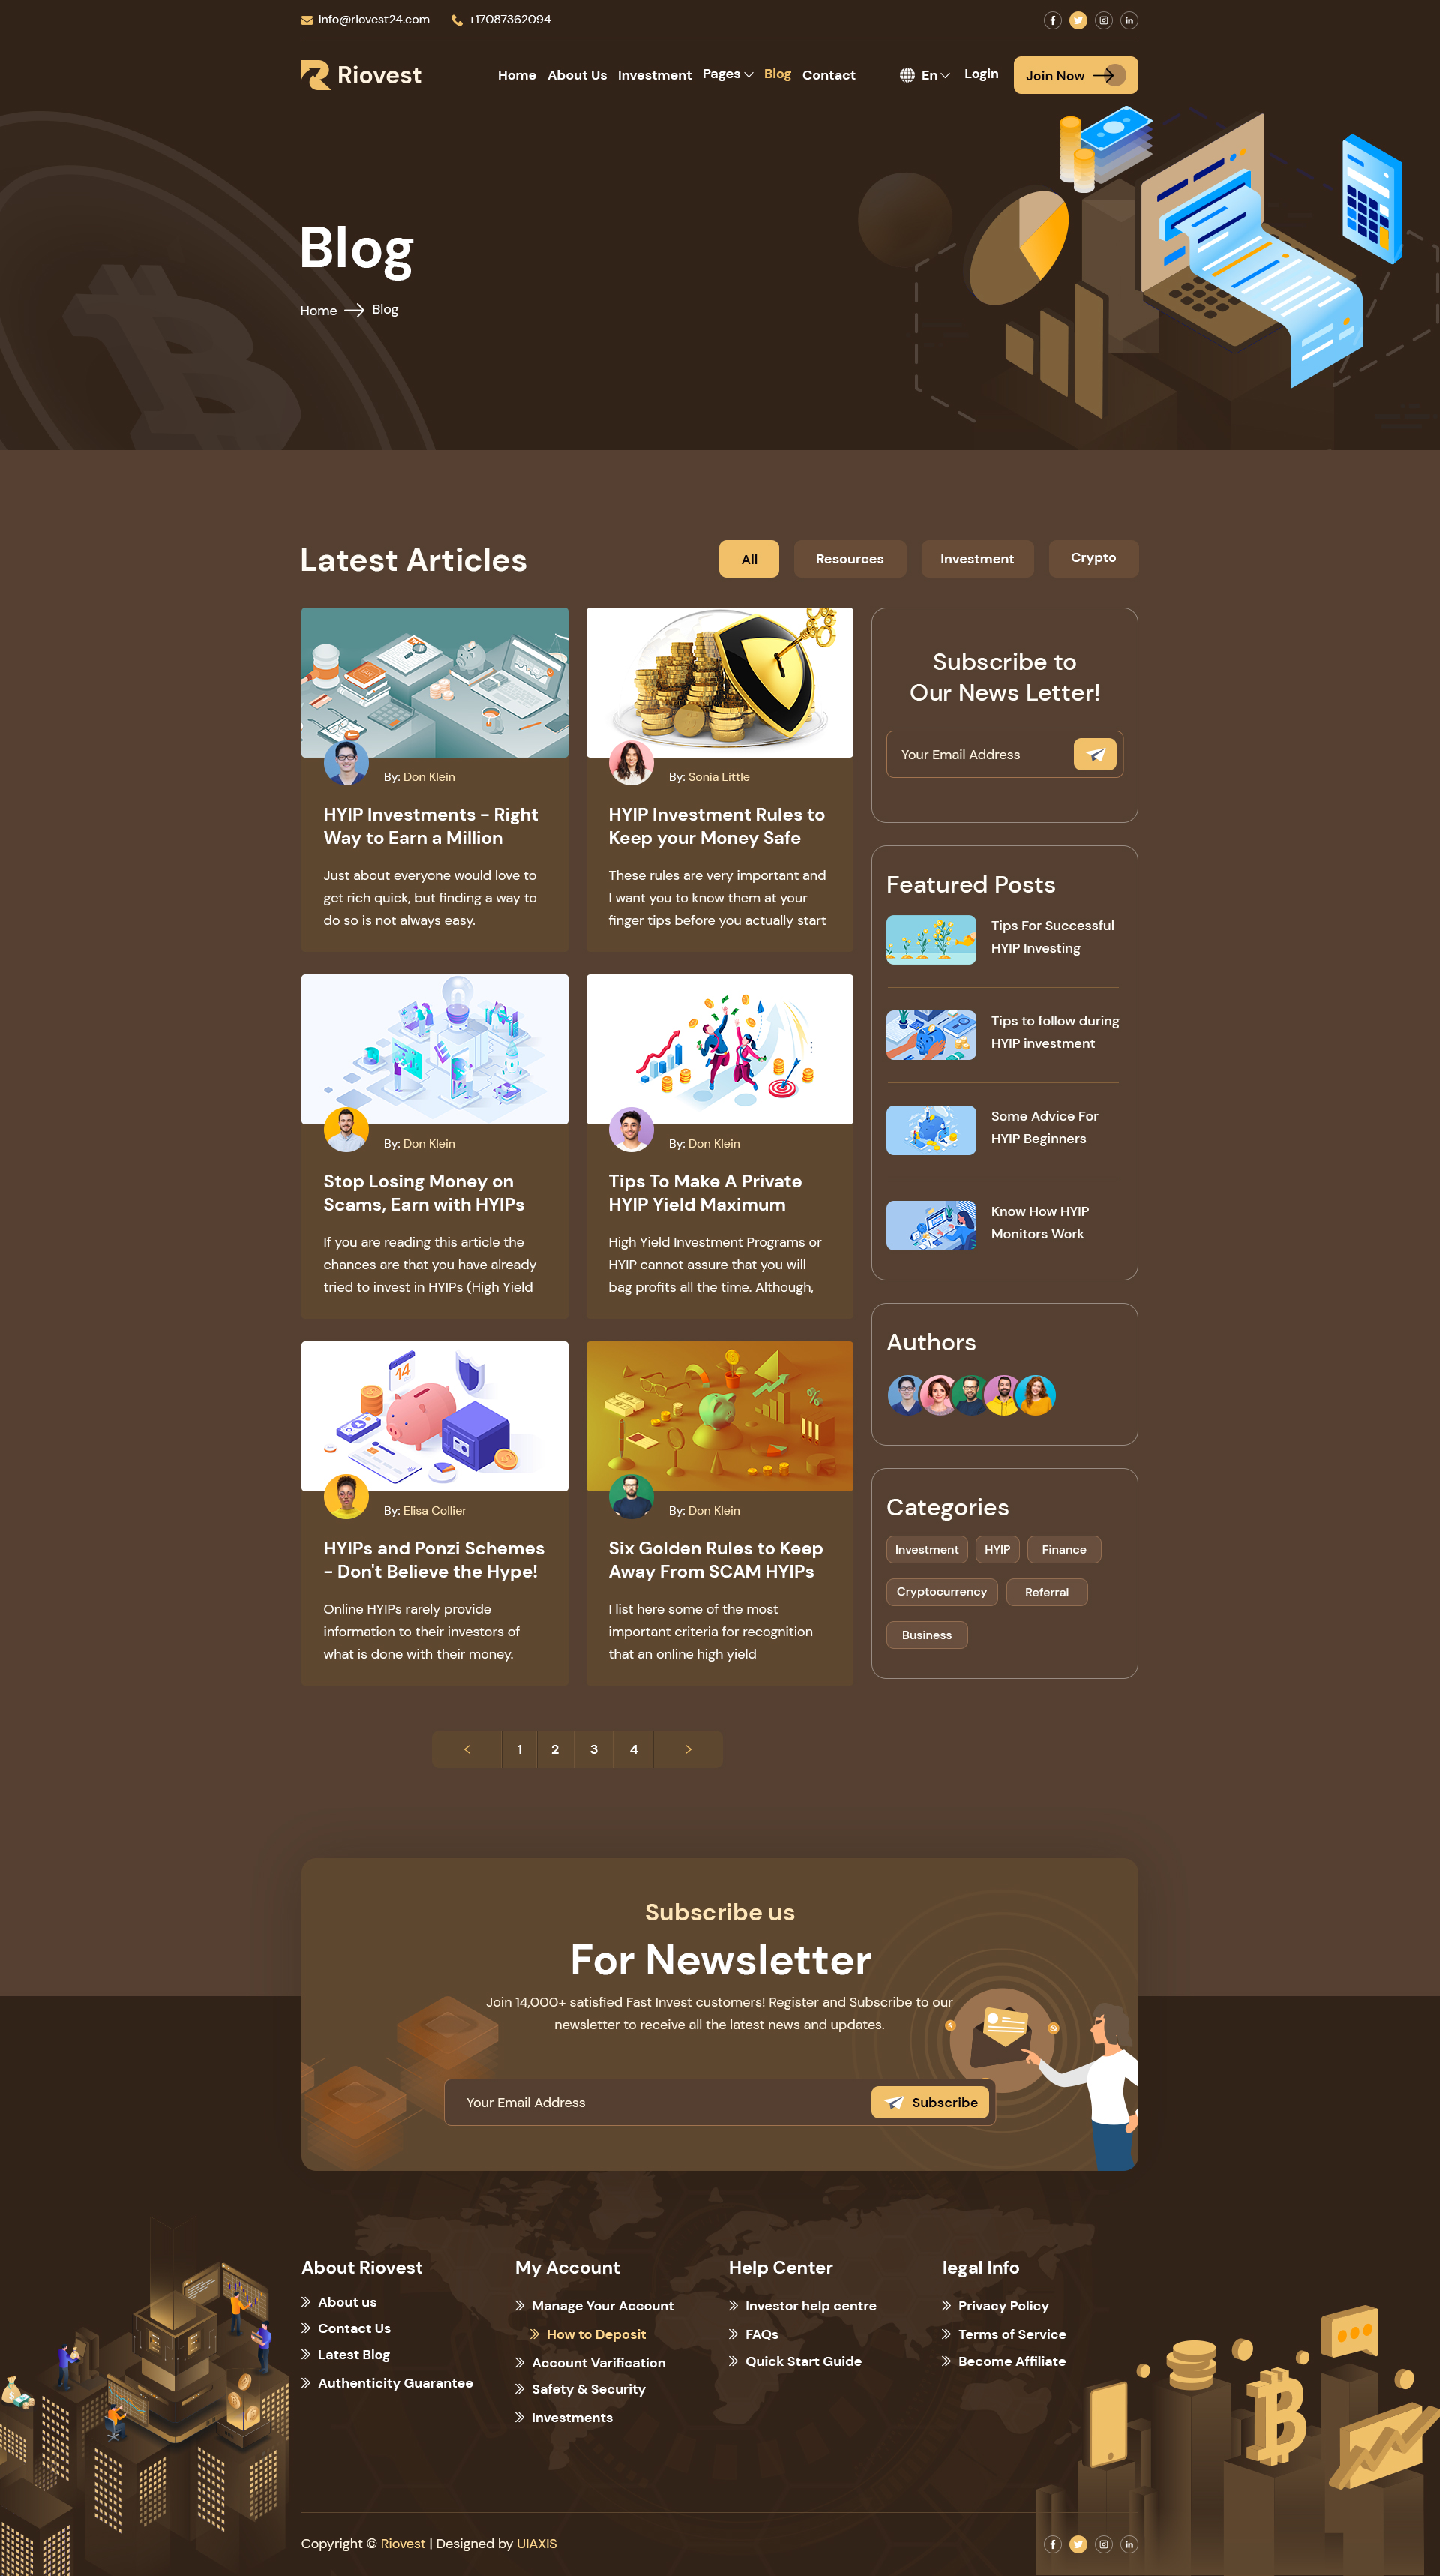 info@riovest24.com
+17087362094
Riovest
Home
About Us
Investment
Pages
Blog
Contact
En
Login
Join Now
Blog
Home
Blog
Latest Articles
All
Resources
Investment
Crypto
By: Don Klein
HYIP Investments - Right
Way to Earn a Million
Just about everyone would love to
get rich quick, but finding a way to
do so is not always easy.
By: Sonia Little
HYIP Investment Rules to
Keep your Money Safe
These rules are very important and
I want you to know them at your
finger tips before you actually start
By: Don Klein
Stop Losing Money on
Scams, Earn with HYIPs
If you are reading this article the
chances are that you have already
tried to invest in HYIPs (High Yield
By: Don Klein
Tips To Make A Private
HYIP Yield Maximum
High Yield Investment Programs or
HYIP cannot assure that you will
bag profits all the time. Although,
14
By: Elisa Collier
HYIPs and Ponzi Schemes
- Don't Believe the Hype!
Online HYIPs rarely provide
information to their investors of
what is done with their money.
%
By: Don Klein
Six Golden Rules to Keep
Away From SCAM HYIPs
I list here some of the most
important criteria for recognition
that an online high yield
< 1 2 3 4 >
Subscribe to
Our News Letter!
Your Email Address
Featured Posts
Tips For Successful
HYIP Investing
Tips to follow during
HYIP investment
Some Advice For
HYIP Beginners
Know How HYIP
Monitors Work
Authors
Categories
Investment
HYIP
Finance
Cryptocurrency
Referral
Business
Subscribe us
For Newsletter
Join 14,000+ satisfied Fast Invest customers! Register and Subscribe to our
newsletter to receive all the latest news and updates.
Your Email Address
Subscribe
About Riovest
About us
Contact Us
Latest Blog
Authenticity Guarantee
My Account
Manage Your Account
How to Deposit
Account Varification
Safety & Security
Investments
Help Center
Investor help centre
FAQs
Quick Start Guide
legal Info
Privacy Policy
Terms of Service
Become Affiliate
Copyright © Riovest | Designed by UIAXIS